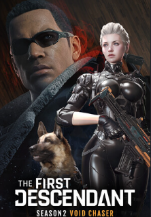 THE FIRST
DESCENDANT
SEASON 2 VOID CHASER